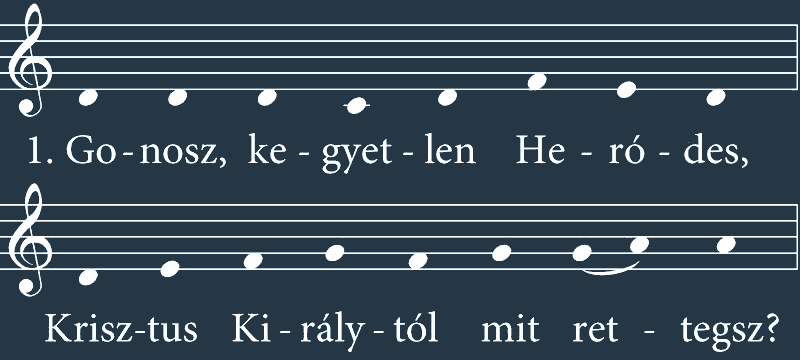 1. Go - nosz, ke - gyet - len He - ró - des,
Krisz - tus Ki - rály - tól mit ret - tegsz?